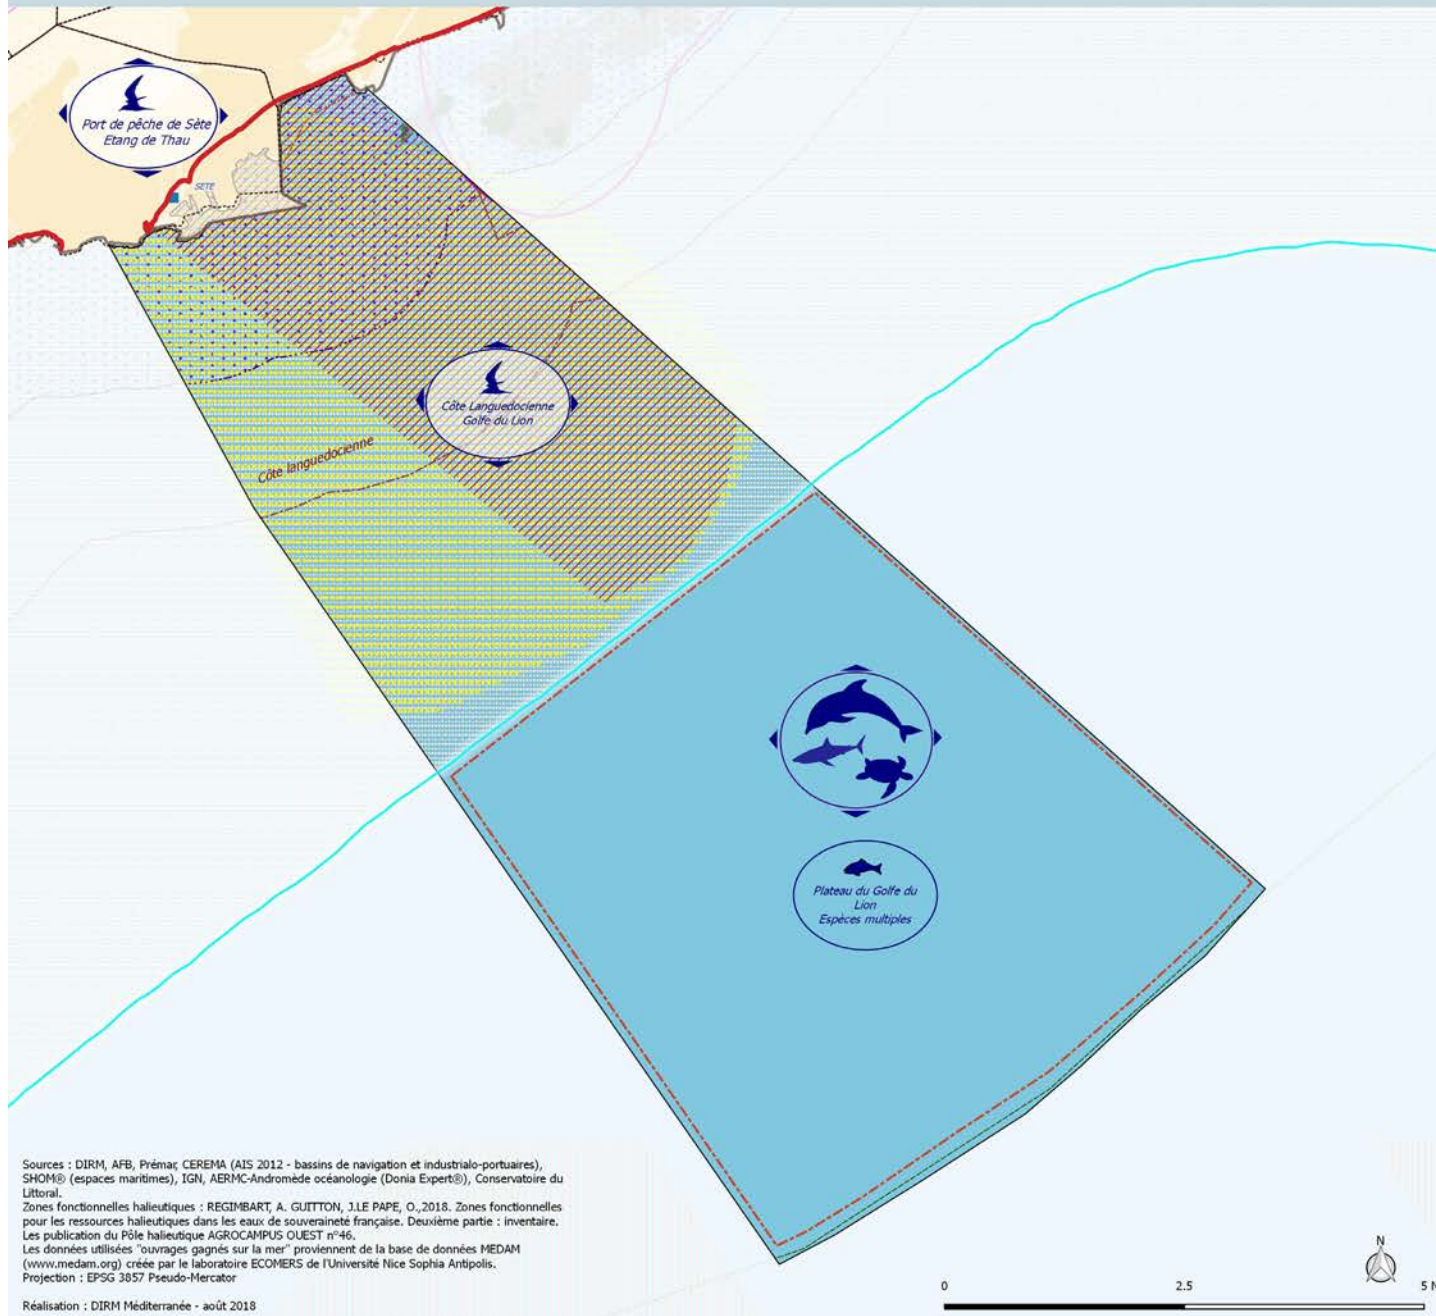 Port de pêche de Sète
Etang de Thau
SETE
Côte Languedocienne
Golfe du Lion
Côte languedocienne
Plateau du Golfe du
Lion
Espèces multiples
Sources : DIRM, AFB, Prémar, CEREMA (AIS 2012 - bassins de navigation et industrialo-portuaires),
SHOM® (espaces maritimes), IGN, AERMC-Andromède océanologie (Donia Expert®), Conservatoire du
Littoral.
Zones fonctionnelles halieutiques : REGIMBART, A. GUITTON, J.LE PAPE, O.,2018. Zones fonctionnelles
pour les ressources halieutiques dans les eaux de souveraineté française. Deuxième partie : inventaire.
Les publication du Pôle halieutique AGROCAMPUS OUEST n°46.
Les données utilisées "ouvrages gagnés sur la mer" proviennent de la base de données MEDAM
(www.medam.org) créée par le laboratoire ECOMERS de l'Université Nice Sophia Antipolis.
Projection : EPSG 3857 Pseudo-Mercator
Réalisation : DIRM Méditerranée - août 2018
N
0 2.5 5